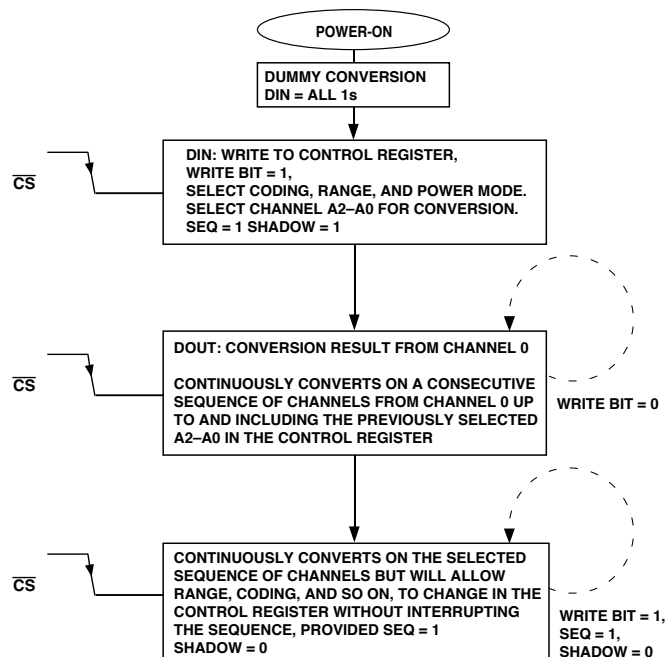 POWER-ON
DUMMY CONVERSION
DIN = ALL 1s
CS
DIN: WRITE TO CONTROL REGISTER,
WRITE BIT = 1,
SELECT CODING, RANGE, AND POWER MODE.
SELECT CHANNEL A2–A0 FOR CONVERSION.
SEQ = 1 SHADOW = 1
CS
DOUT: CONVERSION RESULT FROM CHANNEL 0
CONTINUOUSLY CONVERTS ON A CONSECUTIVE
SEQUENCE OF CHANNELS FROM CHANNEL 0 UP
TO AND INCLUDING THE PREVIOUSLY SELECTED
A2–A0 IN THE CONTROL REGISTER
WRITE BIT = 0
CS
CONTINUOUSLY CONVERTS ON THE SELECTED
SEQUENCE OF CHANNELS BUT WILL ALLOW
RANGE, CODING, AND SO ON, TO CHANGE IN THE
CONTROL REGISTER WITHOUT INTERRUPTING
THE SEQUENCE, PROVIDED SEQ = 1
SHADOW = 0
WRITE BIT = 1,
SEQ = 1,
SHADOW = 0